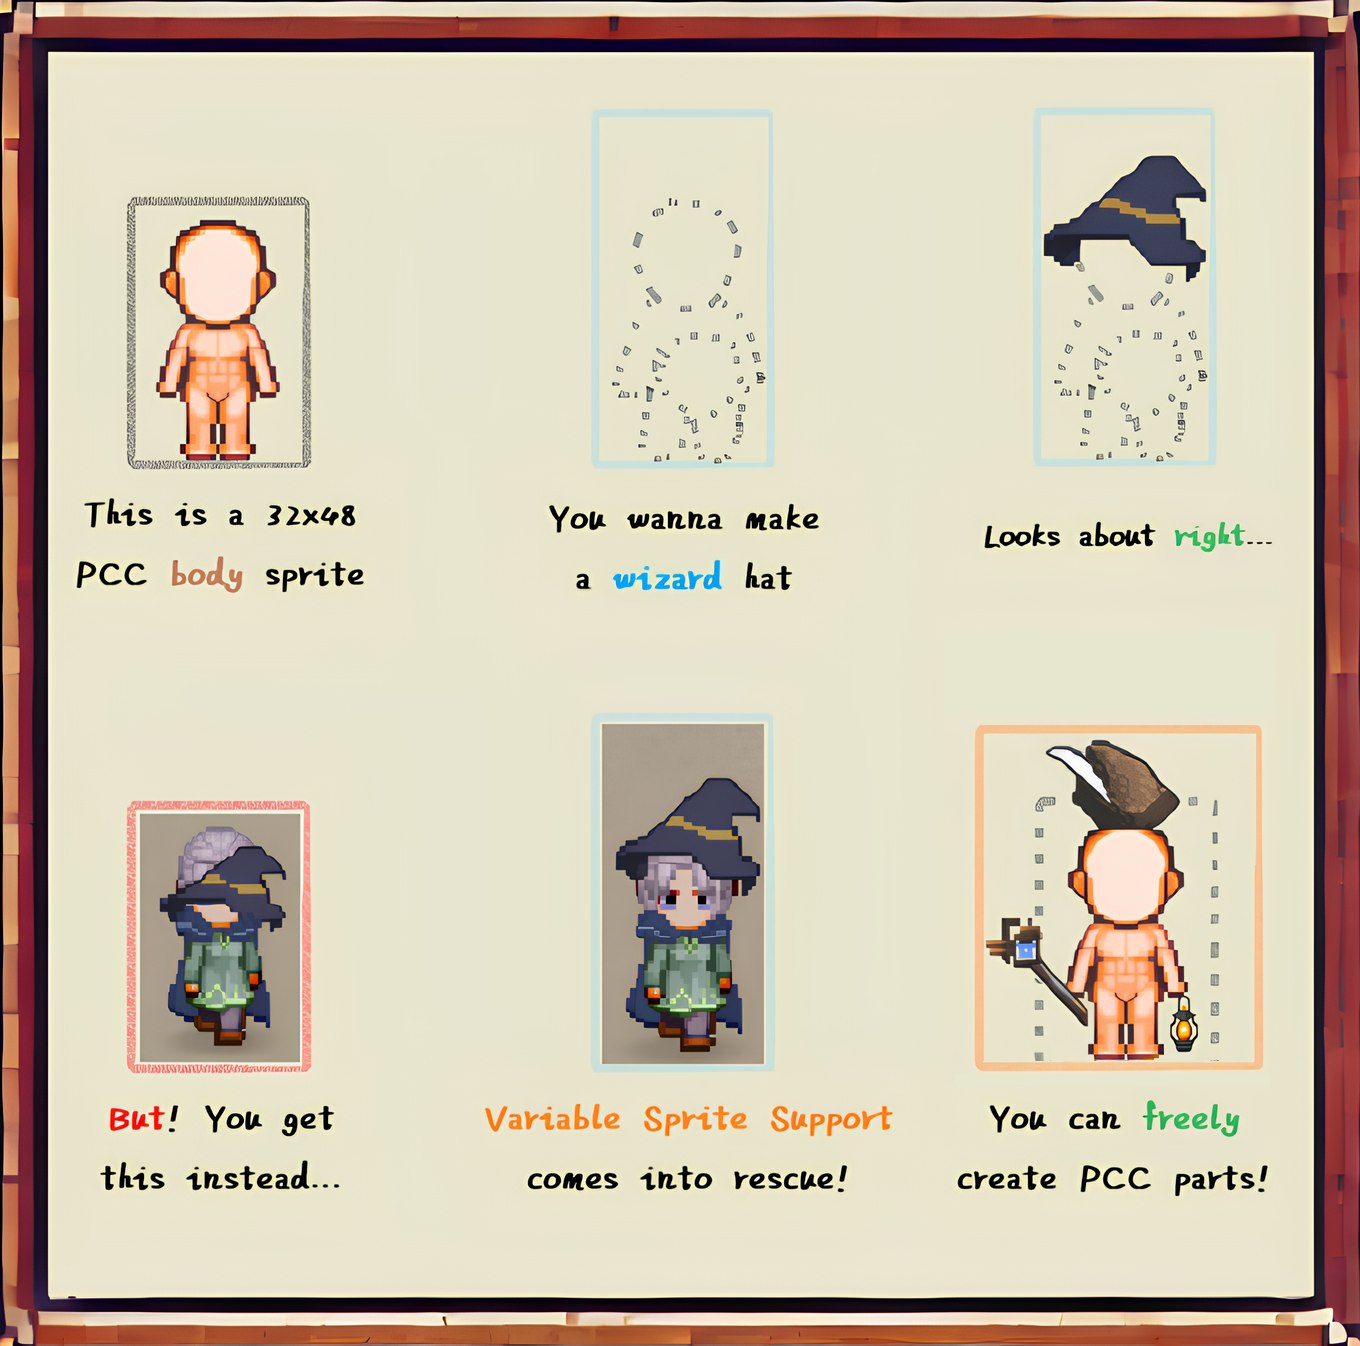 This is a 32x48
PCC body sprite
You wanna make
a wizard hat
Looks about right...
But! You get
this instead...
Variable Sprite Support
comes into rescue!
You can freely
create PCC parts!